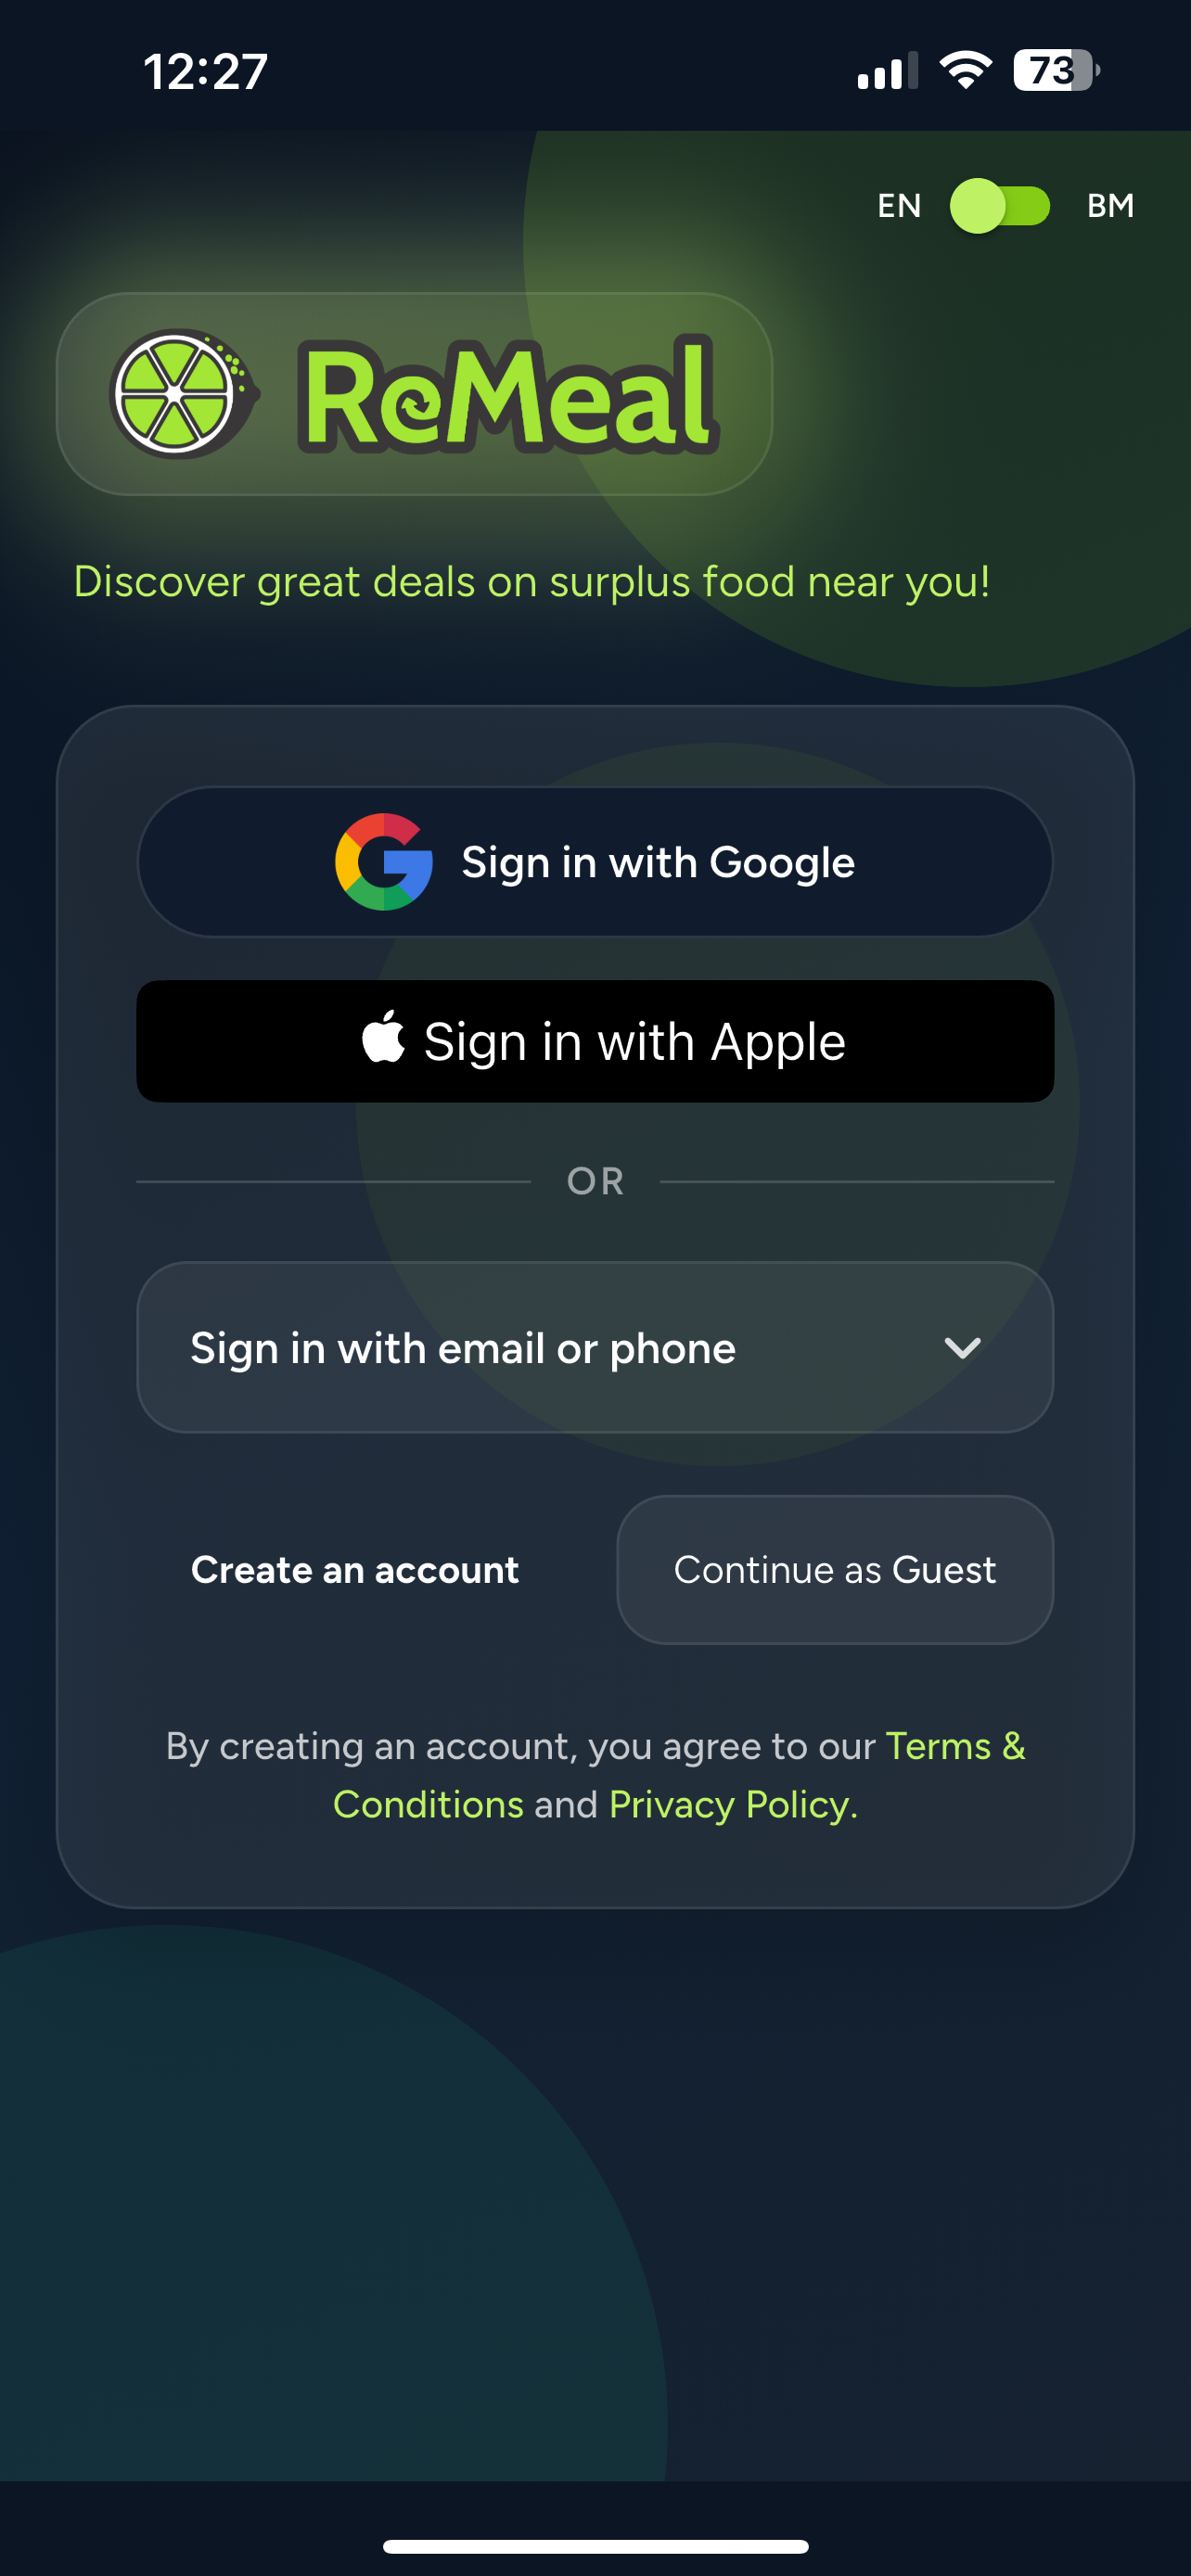 12:27
73
EN BM
ReMeal
Discover great deals on surplus food near you!
Sign in with Google
Sign in with Apple
OR
Sign in with email or phone
Create an account
Continue as Guest
By creating an account, you agree to our Terms &
Conditions and Privacy Policy.